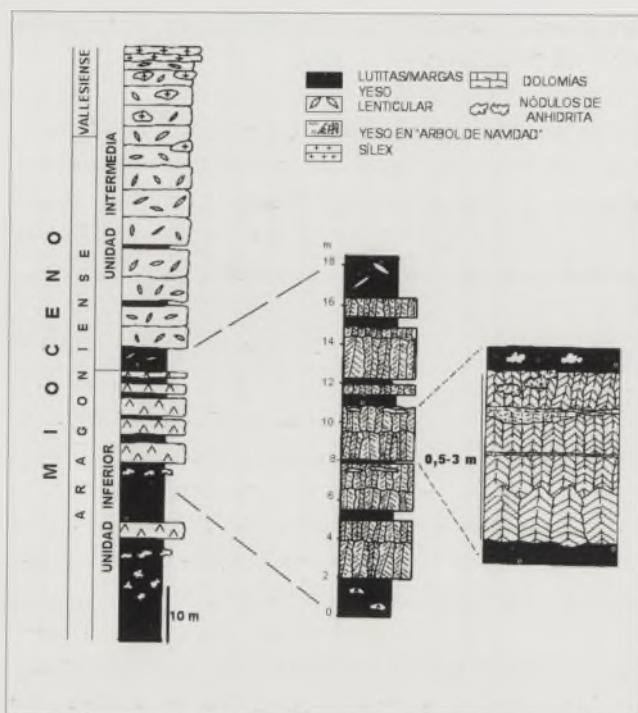 VALLESIENSE
MIOCENO
ARAGONIENSE
UNIDAD INTERMEDIA
UNIDAD INFERIOR
10 m
LUTITAS/MARGAS
YESO
LENTICULAR
YESO EN "ARBOL DE NAVIDAD"
SÍLEX
DOLOMÍAS
NÓDULOS DE
ANHIDRITA
m
18
16
14
12
10
8
6
4
2
0
0,5-3 m